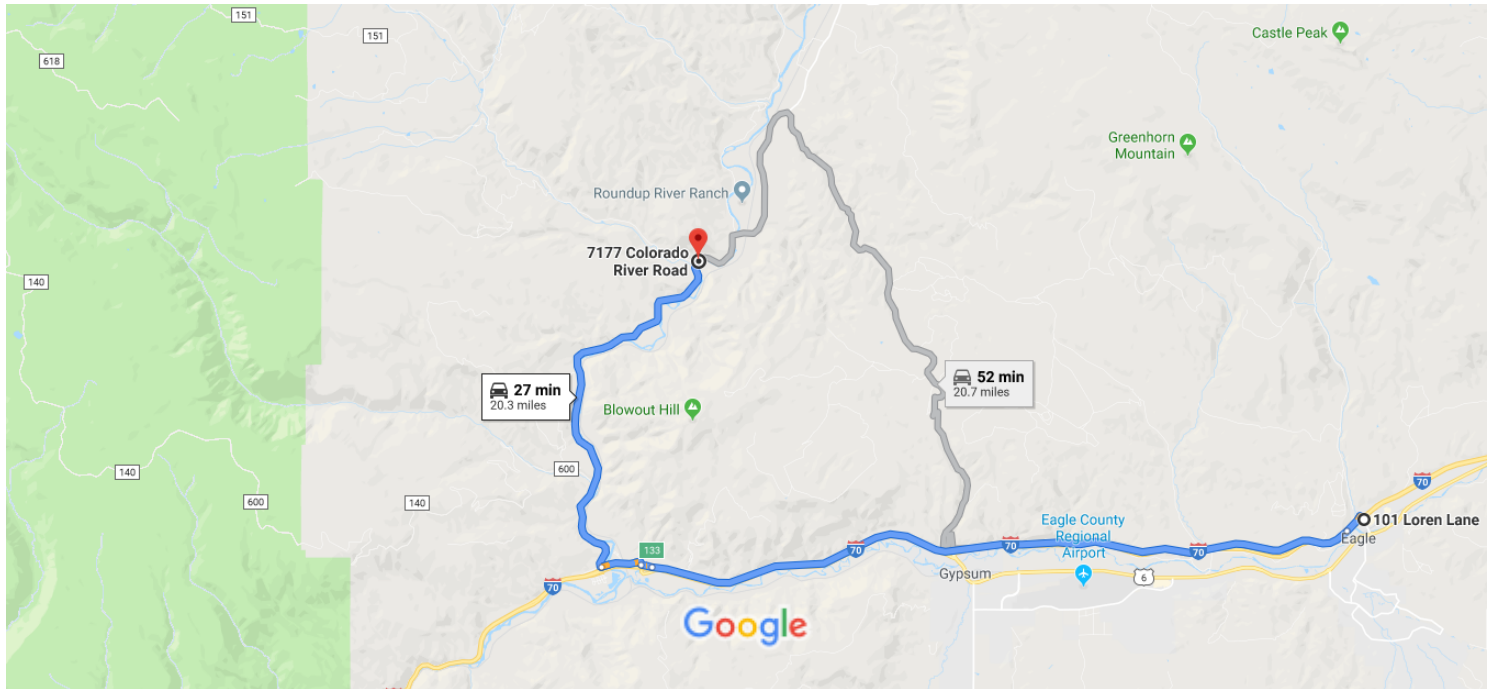 151
151
618
Castle Peak
Greenhorn
Mountain
Roundup River Ranch
7177 Colorado
River Road
140
27 min
20.3 miles
52 min
20.7 miles
Blowout Hill
600
140
600
140
70
101 Loren Lane
Eagle
Eagle County
Regional
Airport
133
70
70
70
70
Gypsum
6
Google